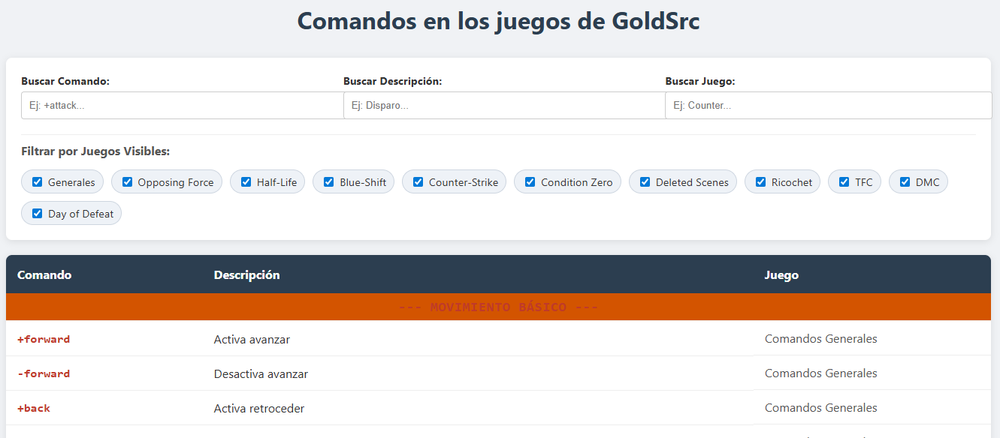 Comandos en los juegos de GoldSrc
Buscar Comando: Buscar Descripción: Buscar Juego:
Ej: +attack... Ej: Disparo... Ej: Counter...
Filtrar por Juegos Visibles:
Generales Opposing Force Half-Life Blue-Shift Counter-Strike Condition Zero Deleted Scenes Ricochet TFC DMC
Day of Defeat
Comando Descripción Juego
--- MOVIMIENTO BÁSICO ---
+forward Activa avanzar Comandos Generales
-forward Desactiva avanzar Comandos Generales
+back Activa retroceder Comandos Generales